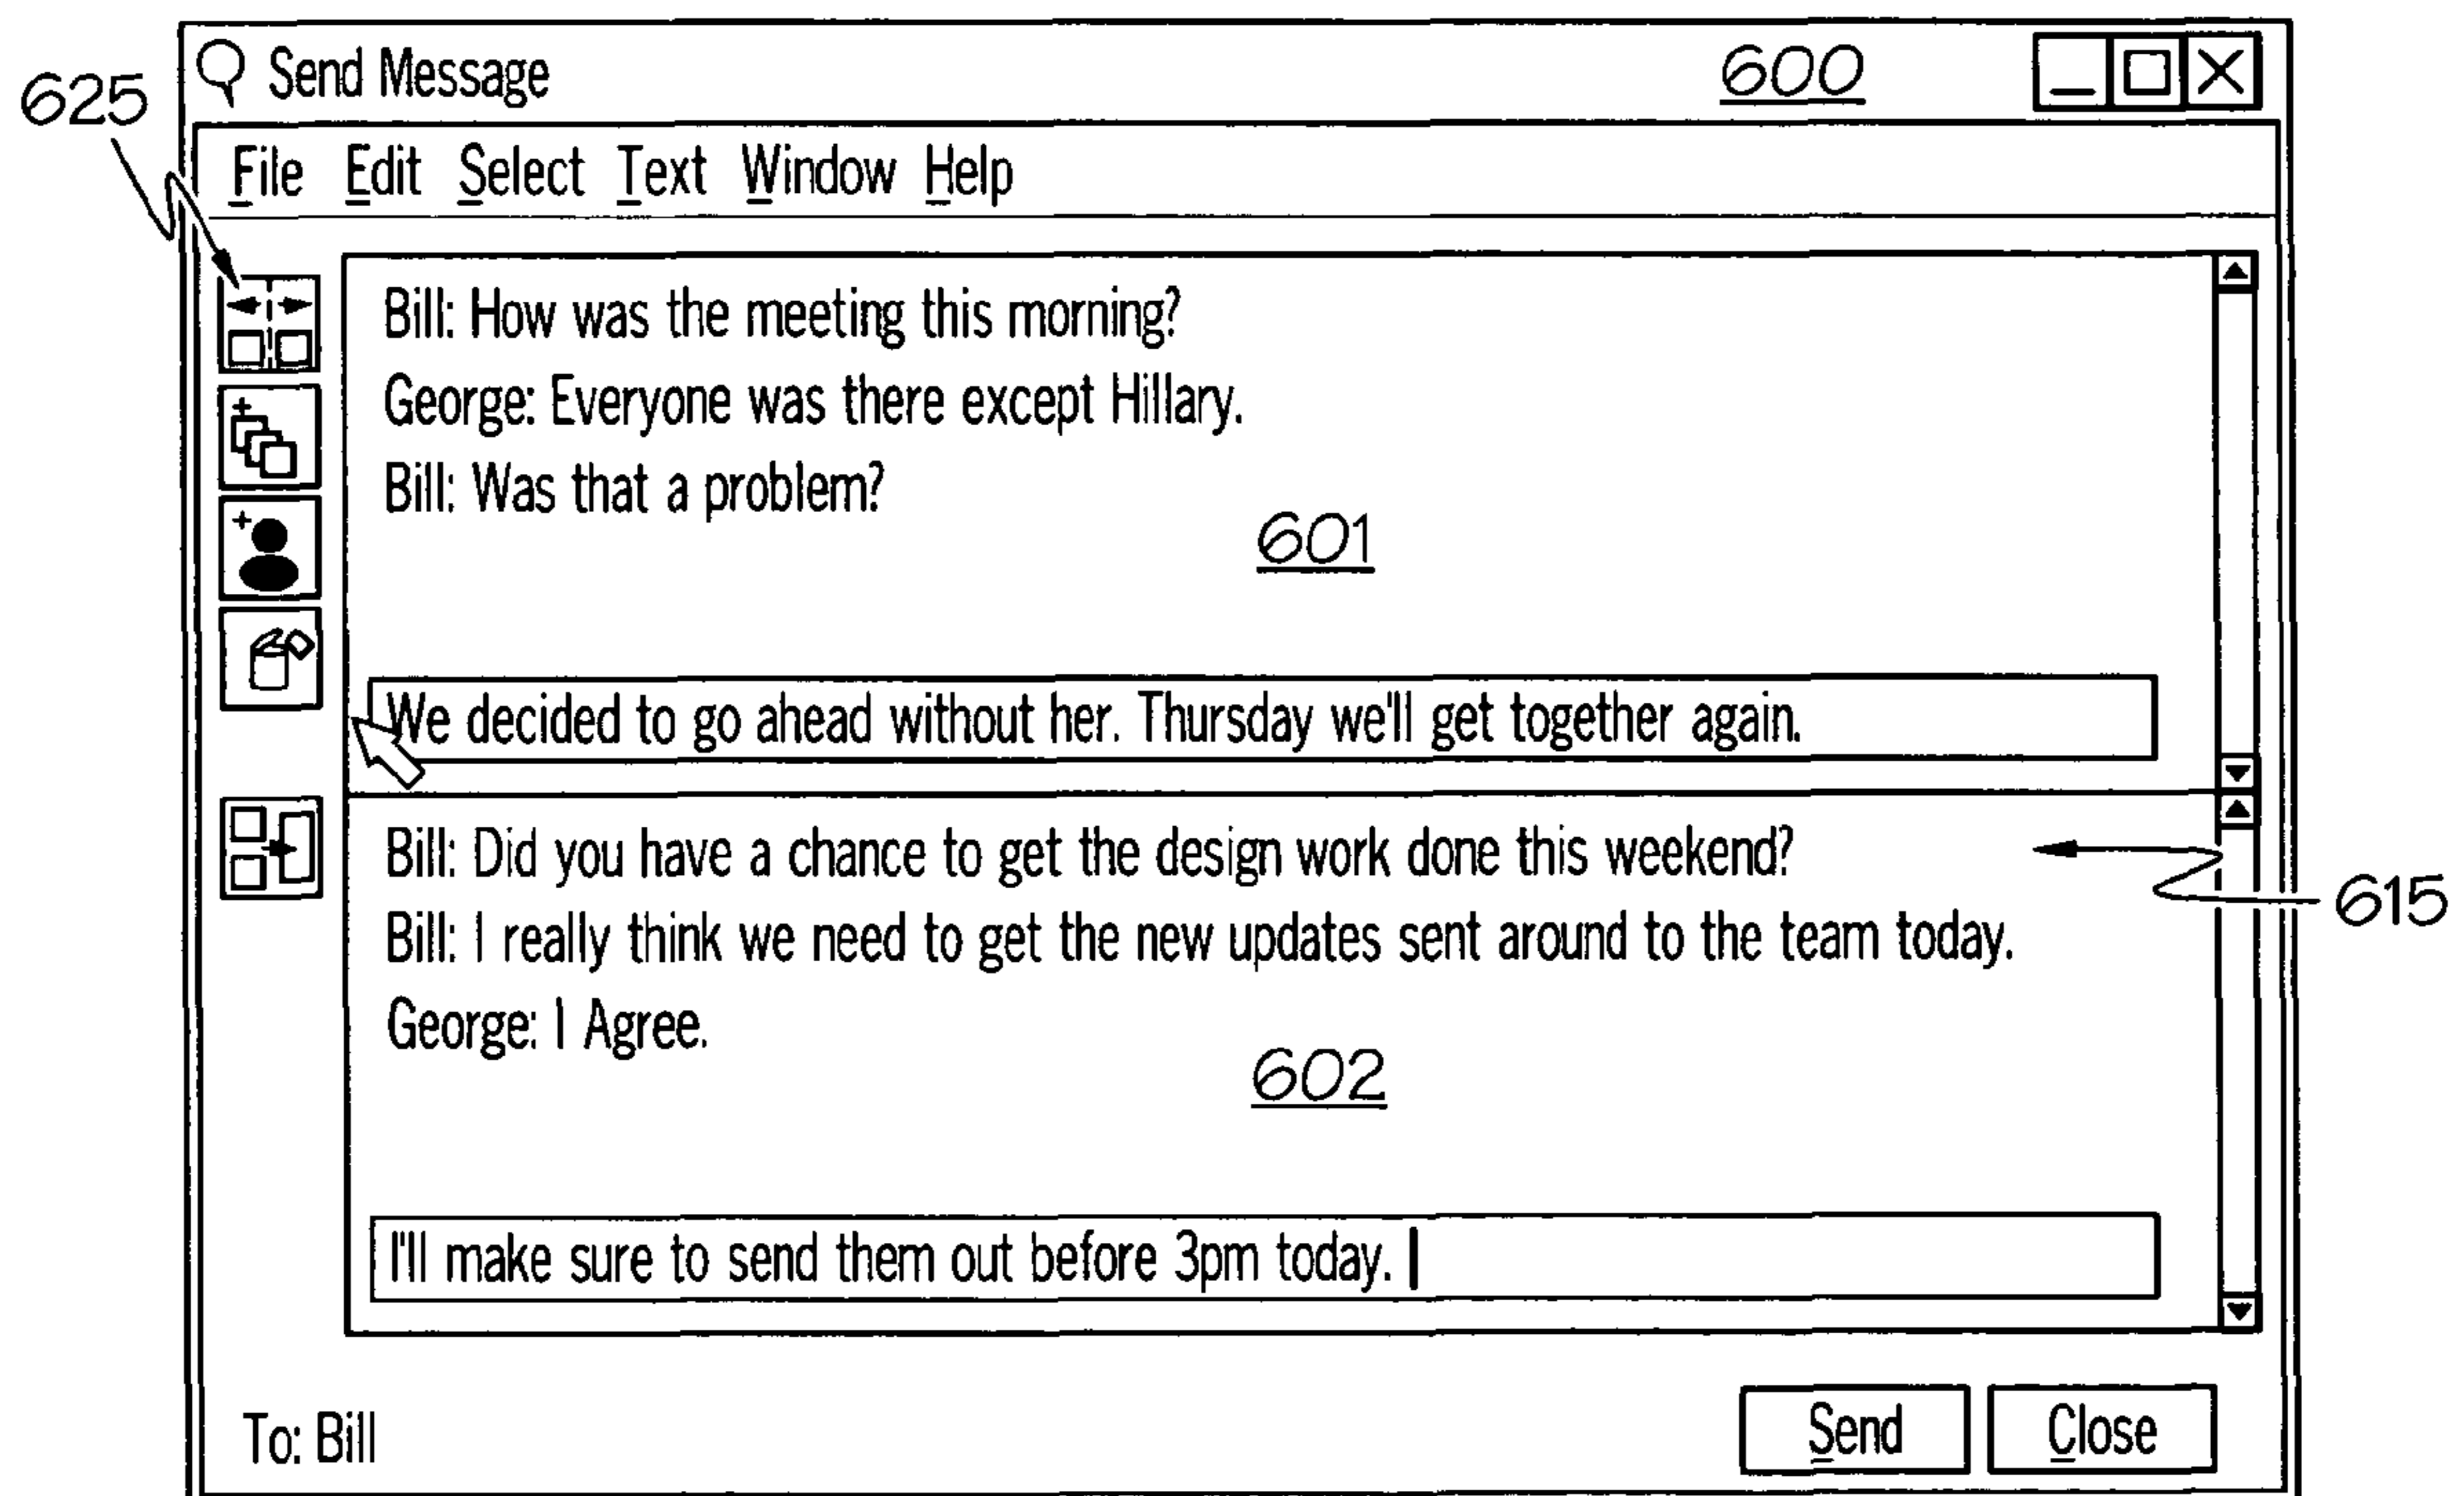 625
Send Message 600
File Edit Select Text Window Help
Bill: How was the meeting this morning?
George: Everyone was there except Hillary.
Bill: Was that a problem?
601
We decided to go ahead without her. Thursday we'll get together again.
Bill: Did you have a chance to get the design work done this weekend?
615
Bill: I really think we need to get the new updates sent around to the team today.
George: I Agree.
602
I'll make sure to send them out before 3pm today.
To: Bill Send Close